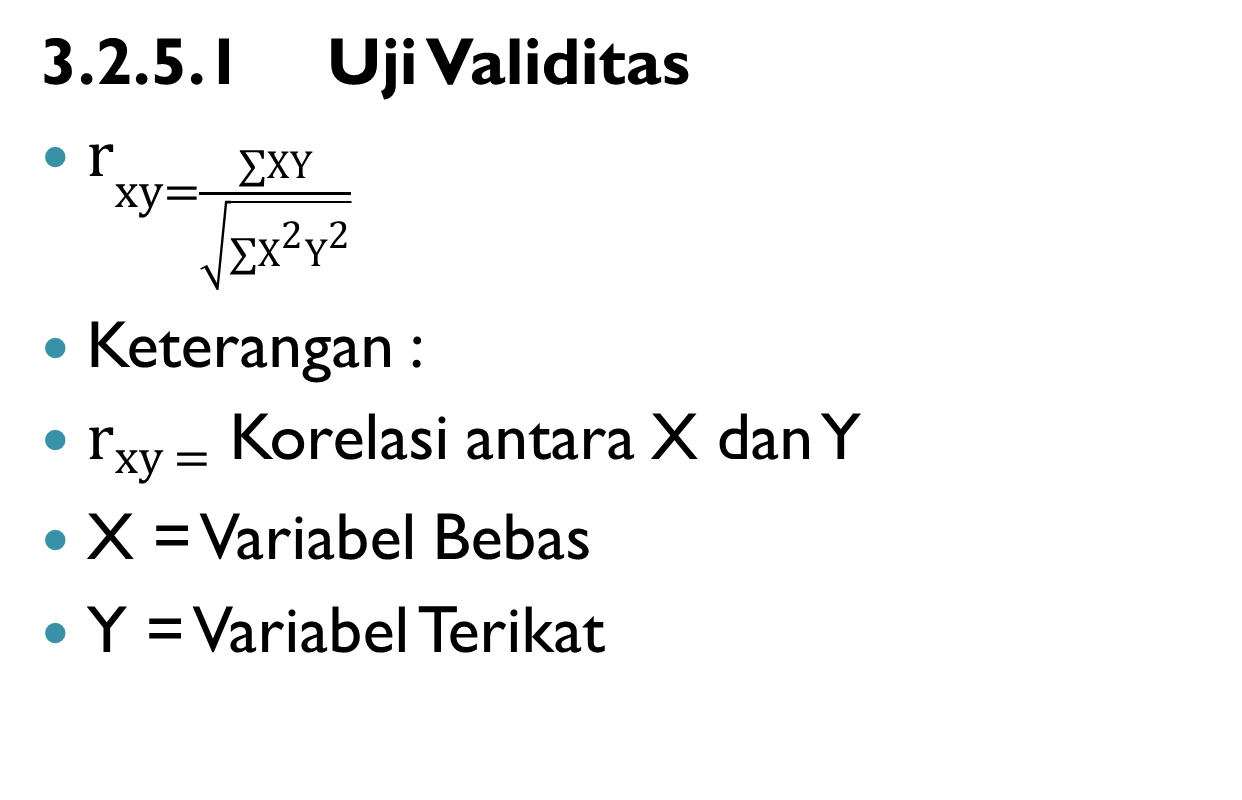 3.2.5.1 Uji Validitas
• r_xy= ∑XY / √∑X²Y²
• Keterangan :
• r_xy = Korelasi antara X dan Y
• X = Variabel Bebas
• Y = Variabel Terikat